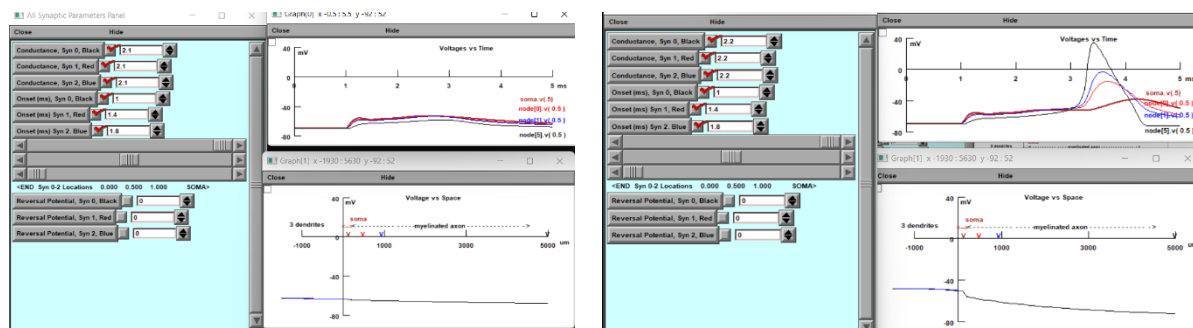 All Synaptic Parameters Panel
Close Hide
Conductance, Syn 0, Black 2.1
Conductance, Syn 1, Red 2.1
Conductance, Syn 2, Blue 2.1
Onset (ms), Syn 0, Black 1
Onset (ms) Syn 1, Red 1.4
Onset (ms) Syn 2. Blue 1.8
<END Syn 0-2 Locations 0.000 0.500 1.000 SOMA>
Reversal Potential, Syn 0, Black 0
Reversal Potential, Syn 1, Red 0
Reversal Potential, Syn 2, Blue 0
Graph[0] x -0.5 : 5.5 y -92 : 52
Close Hide
Voltages vs Time
40
mV
0
1 2 3 4 5
ms
-40
-80
soma.v(.5)
node[0].v( 0.5 )
node[1].v( 0.5 )
node[5].v( 0.5 )
Graph[1] x -1930 : 5630 y -92 : 52
Close Hide
Voltage vs Space
40
mV
soma
3 dendrites
myelinated axon
-1000 1000 3000 5000
um
0
-40
-80
Close Hide
Conductance, Syn 0, Black 2.2
Conductance, Syn 1, Red 2.2
Conductance, Syn 2, Blue 2.2
Onset (ms), Syn 0, Black 1
Onset (ms) Syn 1, Red 1.4
Onset (ms) Syn 2. Blue 1.8
<END Syn 0-2 Locations 0.000 0.500 1.000 SOMA>
Reversal Potential, Syn 0, Black 0
Reversal Potential, Syn 1, Red 0
Reversal Potential, Syn 2, Blue 0
Close Hide
Voltages vs Time
40
mV
0
1 2 3 4 5
ms
-40
-80
soma.v(.5)
node[0].v( 0.5 )
node[1].v( 0.5 )
node[5].v( 0.5 )
Graph[1] x -1930 : 5630 y -92 : 52
Close Hide
Voltage vs Space
40
mV
soma
3 dendrites
myelinated axon
-1000 1000 3000 5000
um
0
-40
-80